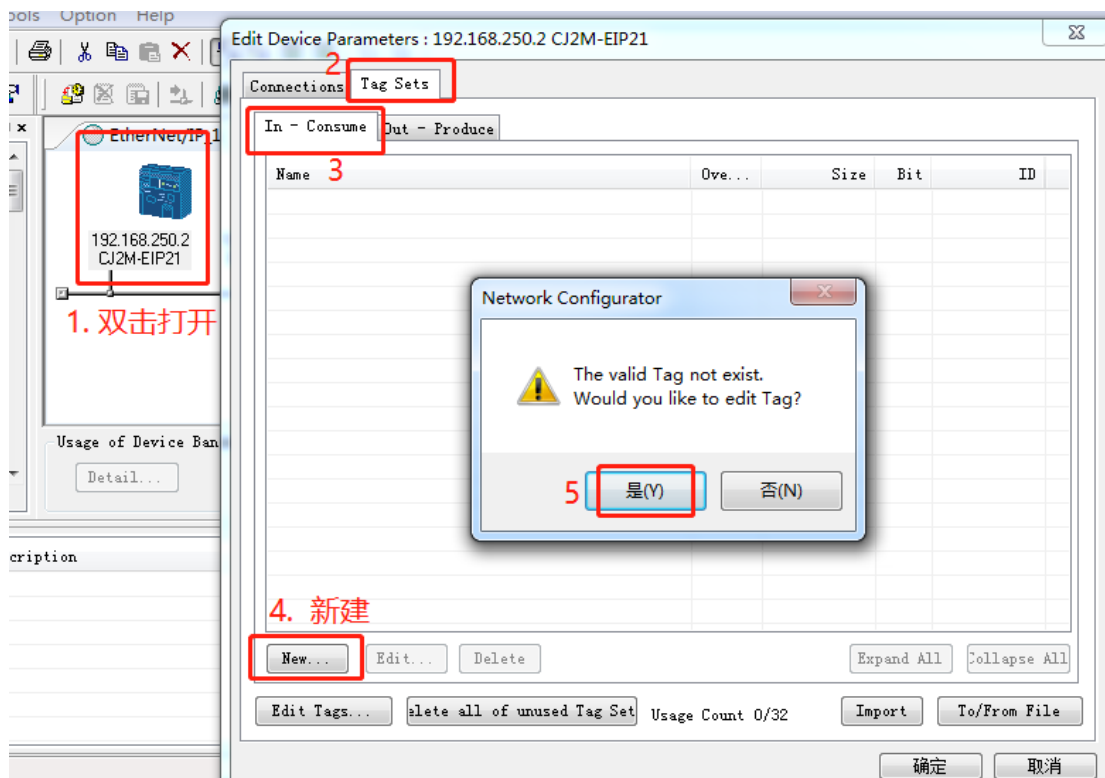 Option Help
Edit Device Parameters : 192.168.250.2 CJ2M-EIP21
2
Connections
Tag Sets
EtherNet/IP_1
In - Consume
Out - Produce
3
Name
Ove...
Size
Bit
ID
192.168.250.2
CJ2M-EIP21
1. 双击打开
Network Configurator
The valid Tag not exist.
Would you like to edit Tag?
Usage of Device Ban
Detail...
5
是(Y)
否(N)
cription
4. 新建
New...
Edit...
Delete
Expand All
Collapse All
Edit Tags...
elete all of unused Tag Set
Usage Count 0/32
Import
To/From File
确定
取消